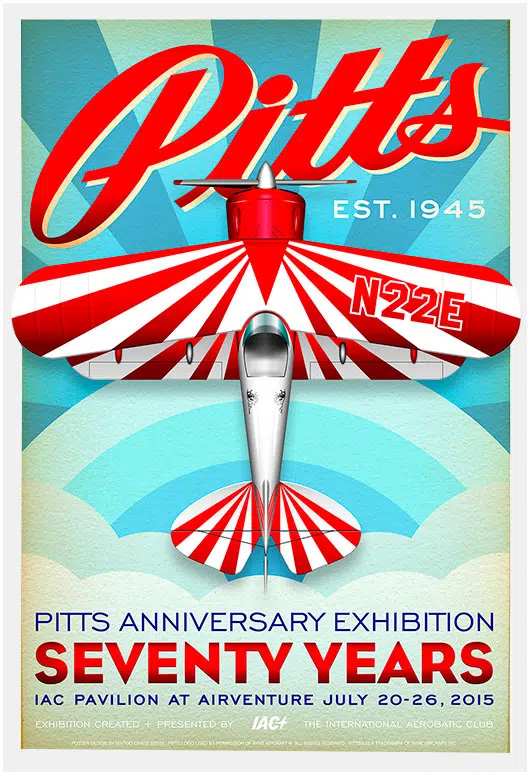 Pitts
EST. 1945
N22E
PITTS ANNIVERSARY EXHIBITION
SEVENTY YEARS
IAC PAVILION AT AIRVENTURE JULY 20-26, 2015
EXHIBITION CREATED + PRESENTED BY IAC THE INTERNATIONAL AEROBATIC CLUB